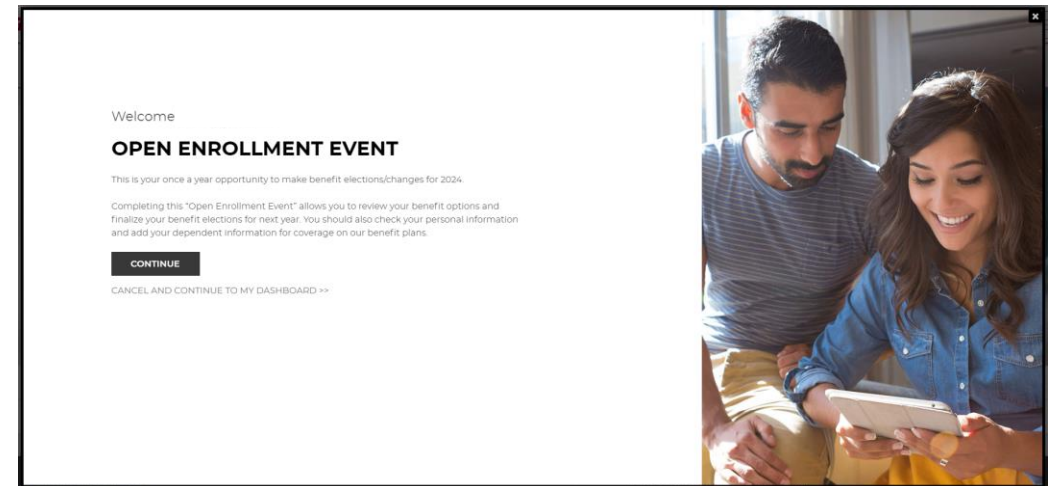 Welcome
OPEN ENROLLMENT EVENT
This is your once a year opportunity to make benefit elections/changes for 2024.
Completing this "Open Enrollment Event" allows you to review your benefit options and
finalize your benefit elections for next year. You should also check your personal information
and add your dependent information for coverage on our benefit plans.
CONTINUE
CANCEL AND CONTINUE TO MY DASHBOARD >>